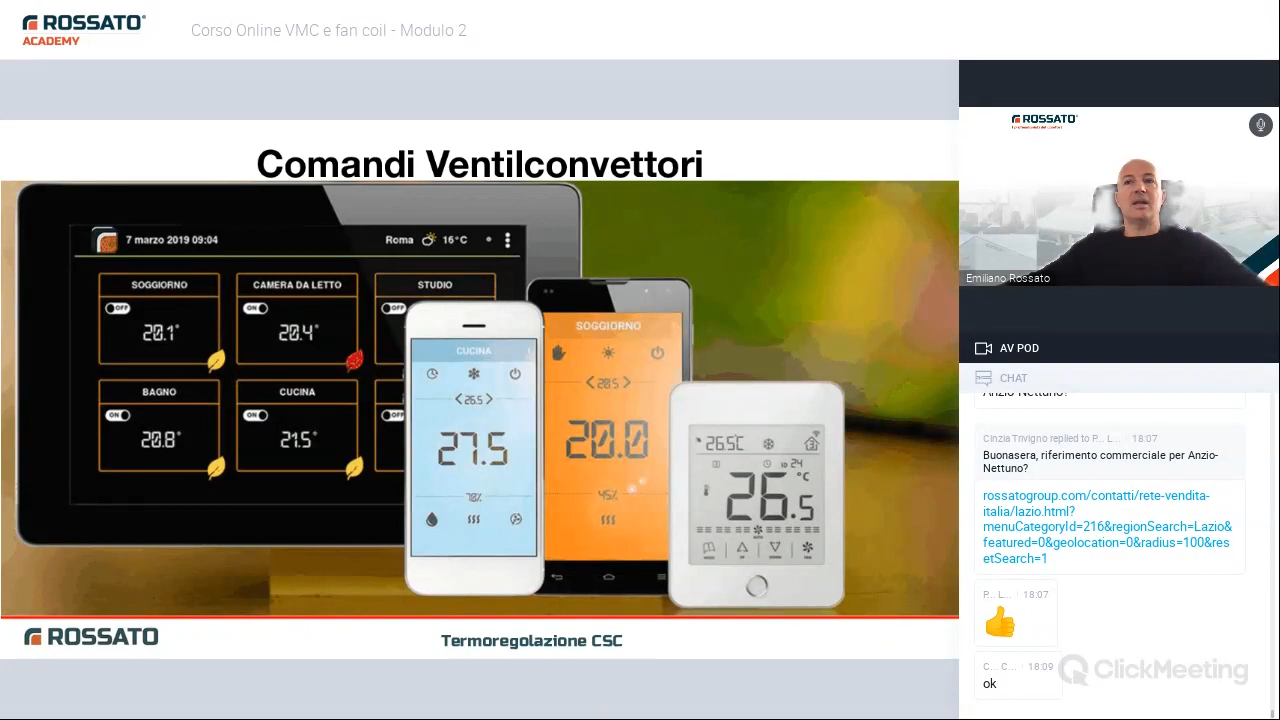 ROSSATO
ACADEMY
Corso Online VMC e fan coil - Modulo 2
Comandi Ventilconvettori
7 marzo 2019 09:04
Roma
16°C
SOGGIORNO
OFF
20.1°
CAMERA DA LETTO
ON
20.4°
STUDIO
OFF
BAGNO
ON
20.8°
CUCINA
ON
21.5°
OFF
CUCINA
26.5
27.5
78%
SOGGIORNO
20.5
20.0
45%
26.5°C
24
26.5
°C
ROSSATO
Termoregolazione CSC
ROSSATO
Emiliano Rossato
AV POD
CHAT
Anzio-Nettuno?
Cinzia Trivigno replied to P... L... 18:07
Buonasera, riferimento commerciale per Anzio-
Nettuno?
rossatogroup.com/contatti/rete-vendita-
italia/lazio.html?
menuCategoryId=216&regionSearch=Lazio&
featured=0&geolocation=0&radius=100&res
etSearch=1
P... L... 18:07
C... C... 18:09
ok
ClickMeeting